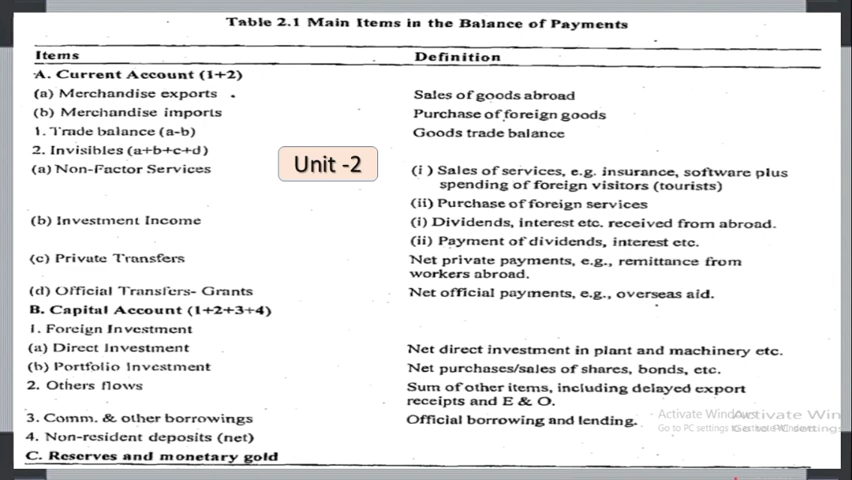 Table 2.1 Main Items in the Balance of Payments
Items Definition
A. Current Account (1+2)
(a) Merchandise exports Sales of goods abroad
(b) Merchandise imports Purchase of foreign goods
1. Trade balance (a-b) Goods trade balance
2. Invisibles (a+b+c+d)
Unit -2
(a) Non-Factor Services (i) Sales of services, e.g. insurance, software plus
spending of foreign visitors (tourists)
(ii) Purchase of foreign services
(b) Investment Income (i) Dividends, interest etc. received from abroad.
(ii) Payment of dividends, interest etc.
(c) Private Transfers Net private payments, e.g., remittance from
workers abroad.
(d) Official Transfers- Grants Net official payments, e.g., overseas aid.
B. Capital Account (1+2+3+4)
1. Foreign Investment
(a) Direct Investment Net direct investment in plant and machinery etc.
(b) Portfolio Investment Net purchases/sales of shares, bonds, etc.
2. Others flows Sum of other items, including delayed export
receipts and E & O.
3. Comm. & other borrowings Official borrowing and lending.
4. Non-resident deposits (net)
C. Reserves and monetary gold
Activate Windows
Go to PC settings to